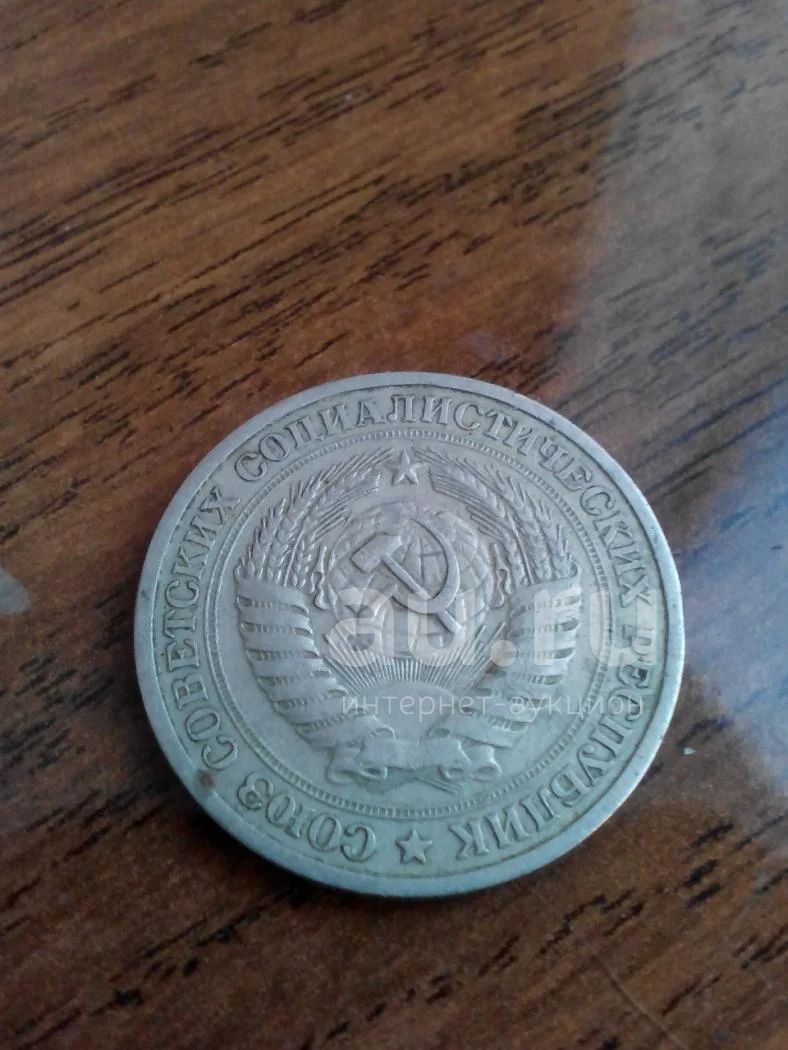 СОЮЗ СОВЕТСКИХ СОЦИАЛИСТИЧЕСКИХ РЕСПУБЛИК
au.ru
интернет-аукцион